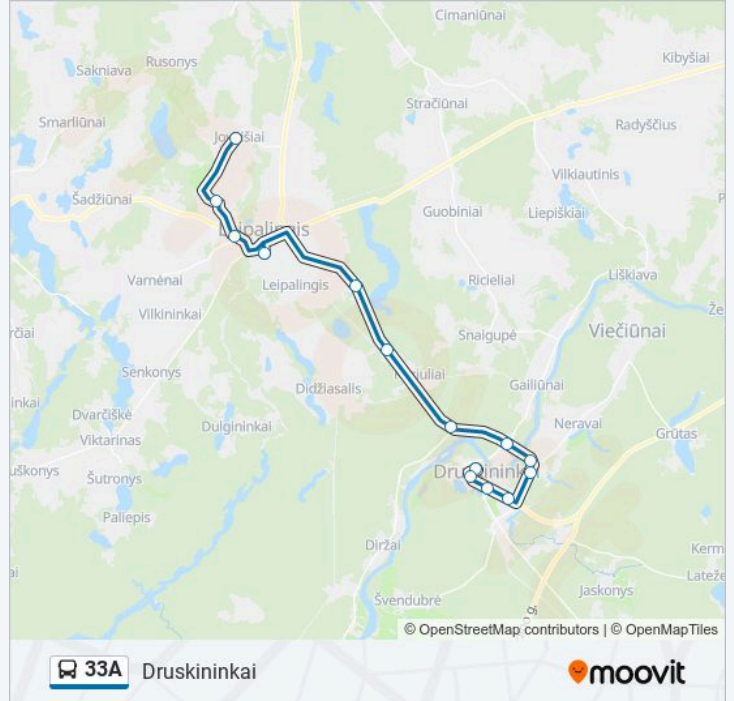 Cimaniūnai
Rusonys
Kibyšiai
Sakniava
Stračiūnai
Smarliūnai
Radyščius
Vilkiautinis
Šadžiūnai
Guobiniai
Liepiškiai
Leipalingis
Varnėnai
Leipalingis
Ricieliai
Liškiava
Vilkininkai
Snaigupė
Viečiūnai
Senkonys
Didžiasalis
Gailiūnai
Dvarčiškė
Dulgininkai
Neravai
Viktarinas
Grūtas
Šutronys
Druskininkai
Paliepis
Diržai
Švendubrė
Jaskonys
© OpenStreetMap contributors | © OpenMapTiles
33A Druskininkai
moovit